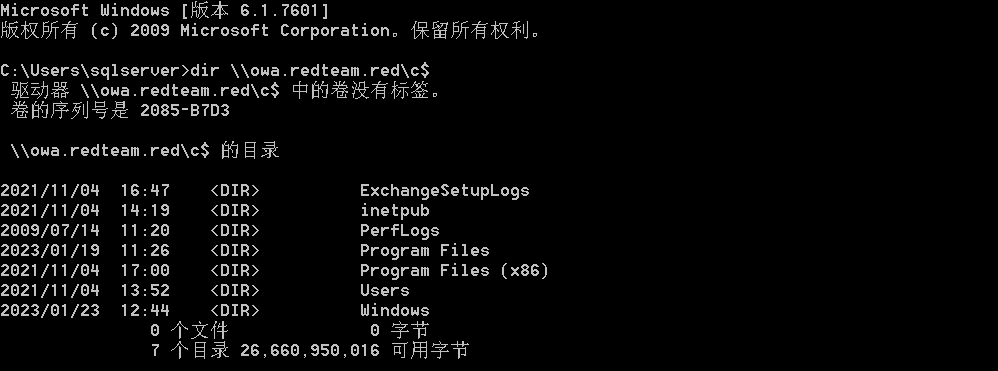 Microsoft Windows [版本 6.1.7601]
版权所有 (c) 2009 Microsoft Corporation。保留所有权利。
C:\Users\sqlserver>dir \\owa.redteam.red\c$
驱动器 \\owa.redteam.red\c$ 中的卷没有标签。
卷的序列号是 2085-B7D3
\\owa.redteam.red\c$ 的目录
2021/11/04  16:47    <DIR>          ExchangeSetupLogs
2021/11/04  14:19    <DIR>          inetpub
2009/07/14  11:20    <DIR>          PerfLogs
2023/01/19  11:26    <DIR>          Program Files
2021/11/04  17:00    <DIR>          Program Files (x86)
2021/11/04  13:52    <DIR>          Users
2023/01/23  12:44    <DIR>          Windows
0 个文件              0 字节
7 个目录 26,660,950,016 可用字节